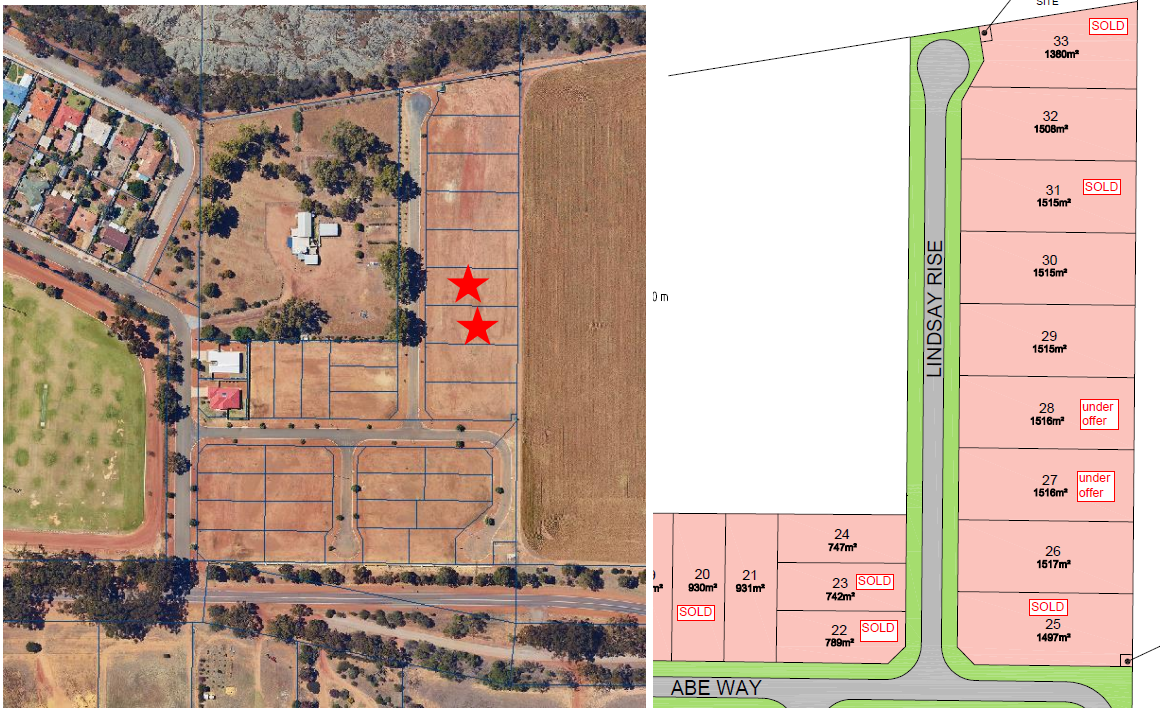 SITE
SOLD
33
1380m²
32
1508m²
31
SOLD
1515m²
30
1515m²
0 m
LINDSAY RISE
29
1515m²
28
under
offer
1516m²
27
under
offer
1516m²
24
747m²
26
1517m²
20
930m²
21
931m²
23
SOLD
742m²
m²
SOLD
SOLD
22
SOLD
789m²
25
1497m²
ABE WAY